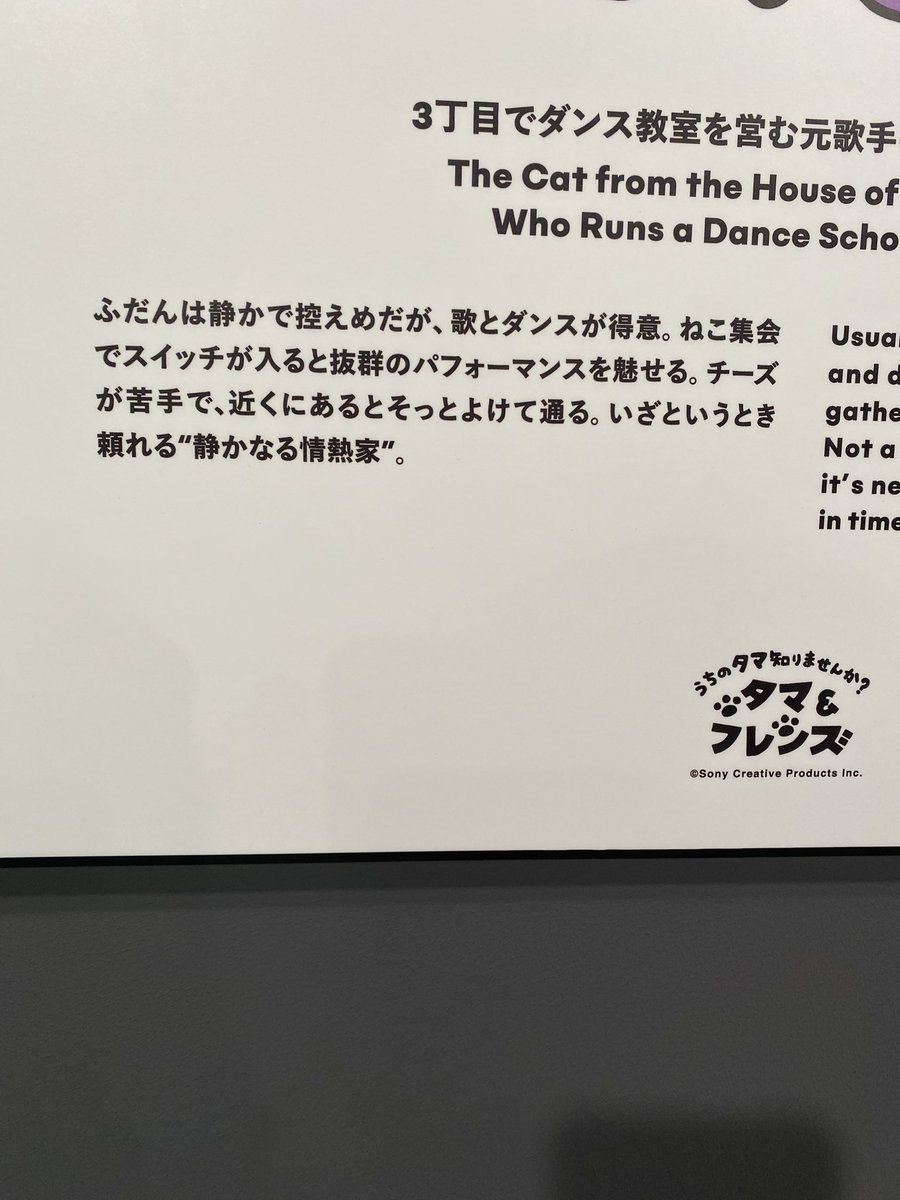 3丁目でダンス教室を営む元歌手
The Cat from the House of
Who Runs a Dance Scho
ふだんは静かで控えめだが、歌とダンスが得意。ねこ集会
でスイッチが入ると抜群のパフォーマンスを魅せる。チーズ
が苦手で、近くにあるとそっとよけて通る。いざというとき
頼れる“静かなる情熱家”。
Usua
and d
gathe
Not a
it's ne
in time
うちのタマ知りませんか?
タマ&
フレンズ
©Sony Creative Products Inc.